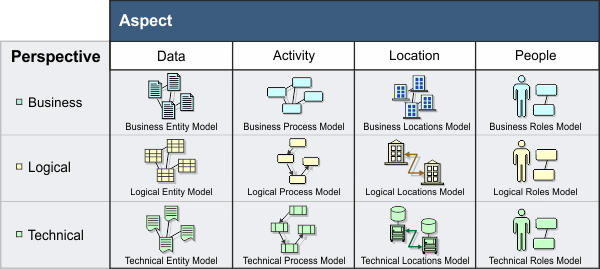 Aspect
Perspective
Data
Activity
Location
People
Business
Business Entity Model
Business Process Model
Business Locations Model
Business Roles Model
Logical
Logical Entity Model
Logical Process Model
Logical Locations Model
Logical Roles Model
Technical
Technical Entity Model
Technical Process Model
Technical Locations Model
Technical Roles Model